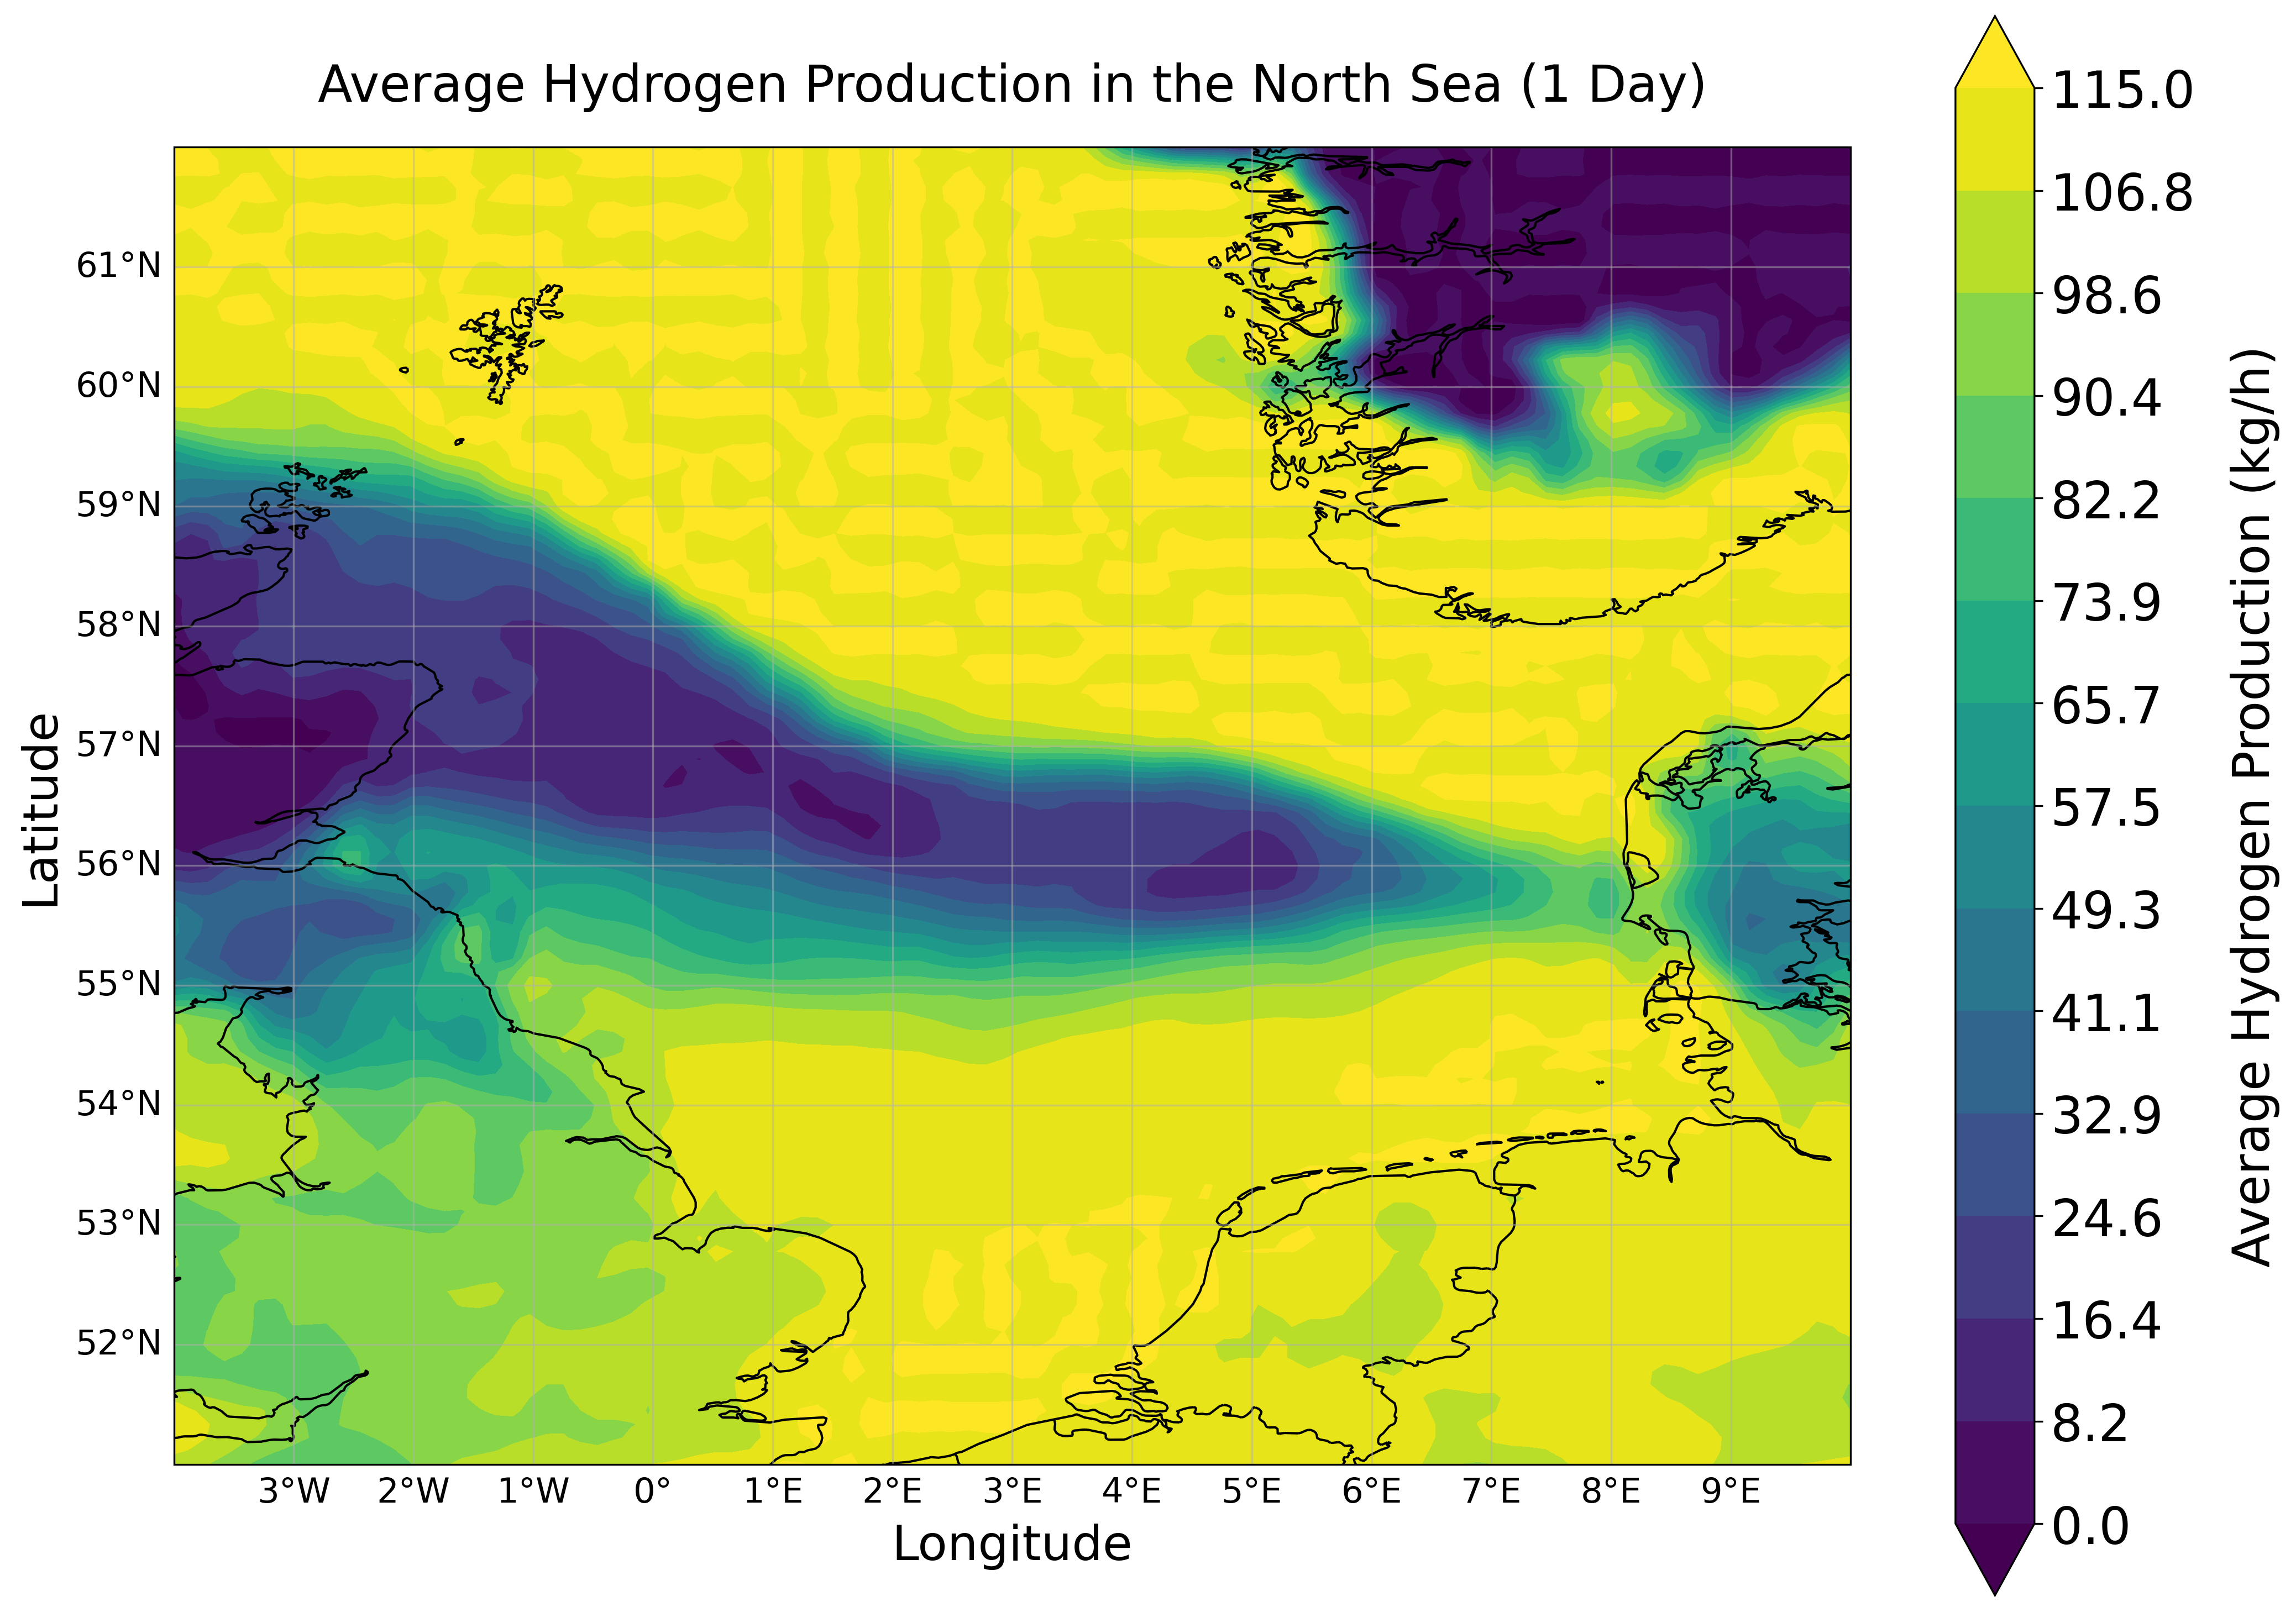 Average Hydrogen Production in the North Sea (1 Day)
61°N
60°N
59°N
58°N
57°N
56°N
55°N
54°N
53°N
52°N
Latitude
3°W 2°W 1°W 0° 1°E 2°E 3°E 4°E 5°E 6°E 7°E 8°E 9°E
Longitude
115.0
106.8
98.6
90.4
82.2
73.9
65.7
57.5
49.3
41.1
32.9
24.6
16.4
8.2
0.0
Average Hydrogen Production (kg/h)